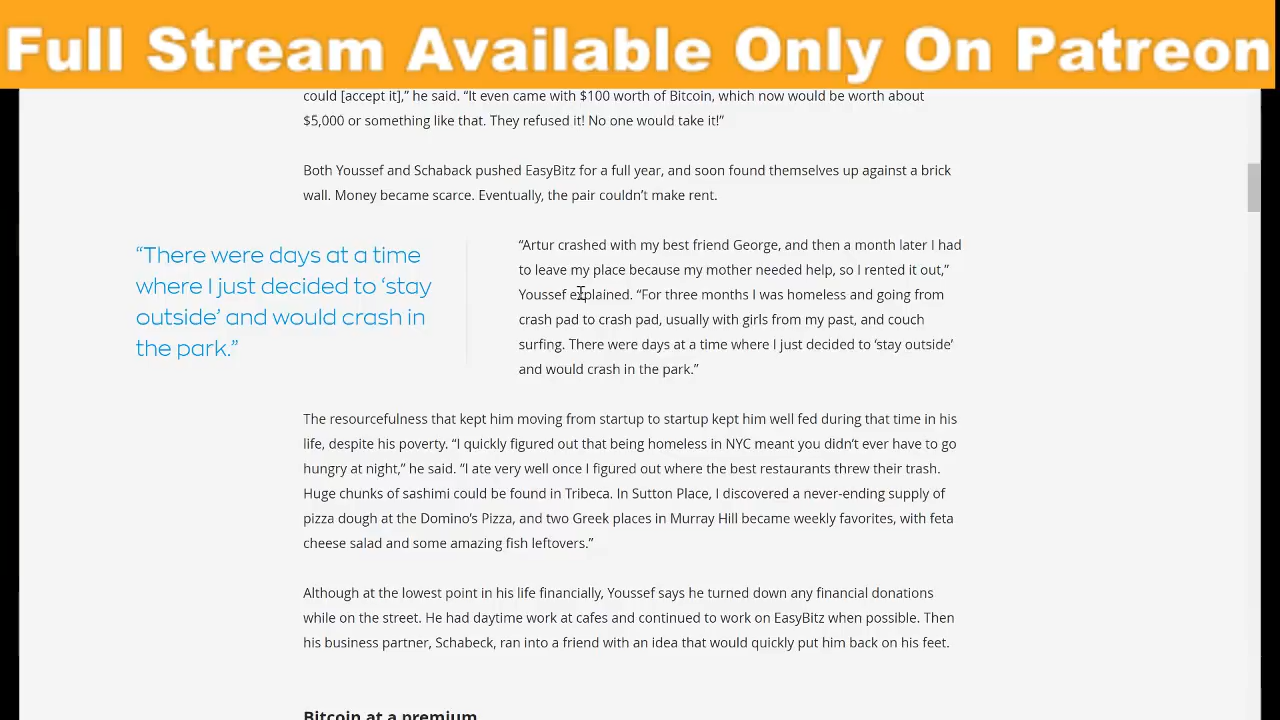 Full Stream Available Only On Patreon
could [accept it],” he said. “It even came with $100 worth of Bitcoin, which now would be worth about
$5,000 or something like that. They refused it! No one would take it!”
Both Youssef and Schaback pushed EasyBitz for a full year, and soon found themselves up against a brick
wall. Money became scarce. Eventually, the pair couldn’t make rent.
“There were days at a time
where I just decided to ‘stay
outside’ and would crash in
the park.”
“Artur crashed with my best friend George, and then a month later I had
to leave my place because my mother needed help, so I rented it out,”
Youssef explained. “For three months I was homeless and going from
crash pad to crash pad, usually with girls from my past, and couch
surfing. There were days at a time where I just decided to ‘stay outside’
and would crash in the park.”
The resourcefulness that kept him moving from startup to startup kept him well fed during that time in his
life, despite his poverty. “I quickly figured out that being homeless in NYC meant you didn’t ever have to go
hungry at night,” he said. “I ate very well once I figured out where the best restaurants threw their trash.
Huge chunks of sashimi could be found in Tribeca. In Sutton Place, I discovered a never-ending supply of
pizza dough at the Domino’s Pizza, and two Greek places in Murray Hill became weekly favorites, with feta
cheese salad and some amazing fish leftovers.”
Although at the lowest point in his life financially, Youssef says he turned down any financial donations
while on the street. He had daytime work at cafes and continued to work on EasyBitz when possible. Then
his business partner, Schabeck, ran into a friend with an idea that would quickly put him back on his feet.
Bitcoin at a premium